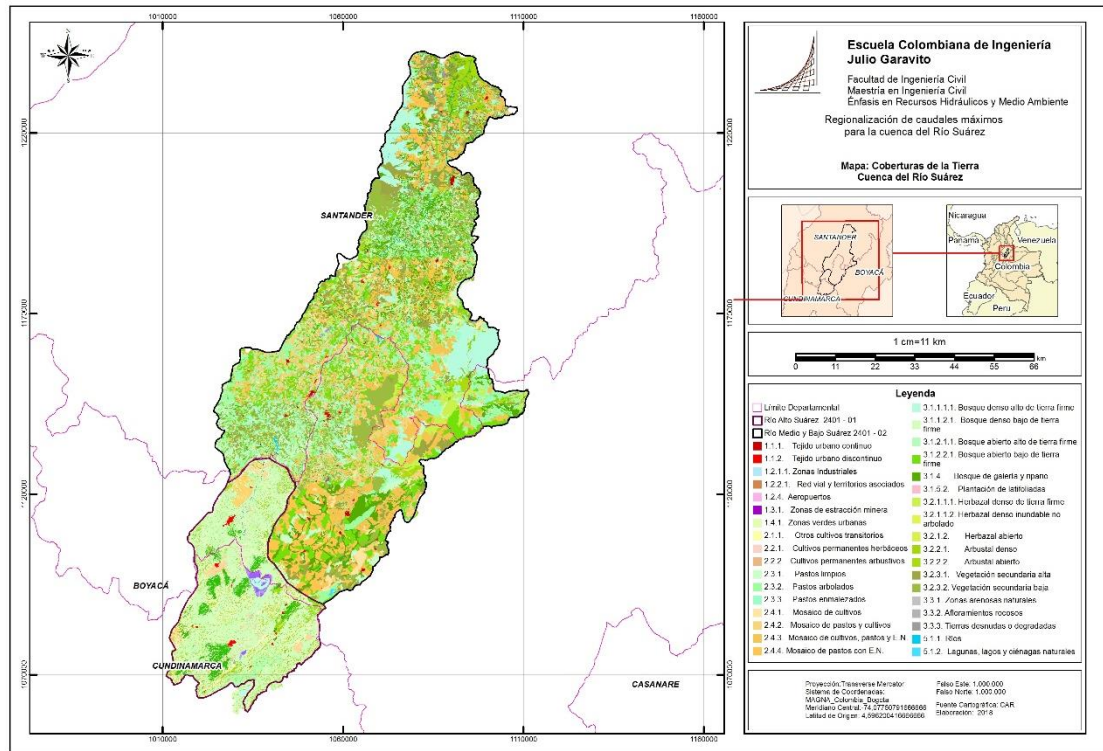 1010000
1060000
1110000
1160000
1220000
1170000
1120000
1070000
1220000
1170000
1120000
1070000
SANTANDER
BOYACÁ
CUNDINAMARCA
CASANARE
1010000
1060000
1110000
1160000
Escuela Colombiana de Ingeniería
Julio Garavito
Facultad de Ingeniería Civil
Maestría en Ingeniería Civil
Énfasis en Recursos Hidráulicos y Medio Ambiente
Regionalización de caudales máximos
para la cuenca del Río Suárez
Mapa: Coberturas de la Tierra
Cuenca del Río Suárez
SANTANDER
BOYACÁ
CUNDINAMARCA
Nicaragua
Panamá
Venezuela
Colombia
Ecuador
Peru
1 cm=11 km
0 11 22 33 44 55 66
km
Leyenda
Límite Departamental
Río Alto Suárez 2401 - 01
Río Medio y Bajo Suárez 2401 - 02
1.1.1. Tejido urbano continuo
1.1.2. Tejido urbano discontinuo
1.2.1.1. Zonas Industriales
1.2.2.1. Red vial y territorios asociados
1.2.4. Aeropuertos
1.3.1. Zonas de estracción minera
1.4.1. Zonas verdes urbanas
2.1.1. Otros cultivos transitorios
2.2.1. Cultivos permanentes herbáceos
2.2.2 Cultivos permanentes arbustivos
2.3.1 Pastos limpios
2.3.2. Pastos arbolados
2.3.3 Pastos enmalezados
2.4.1. Mosaico de cultivos
2.4.2. Mosaico de pastos y cultivos
2.4.3 Mosaico de cultivos, pastos y E.N.
2.4.4. Mosaico de pastos con E.N.
3.1.1.1.1. Bosque denso alto de tierra firme
3.1.1.2.1. Bosque denso bajo de tierra
firme
3.1.2.1.1. Bosque abierto alto de tierra firme
3.1.2.2.1. Bosque abierto bajo de tierra
firme
3.1.4 Bosque de galería y ripario
3.1.5.2. Plantación de latifoliadas
3.2.1.1.1. Herbazal denso de tierra firme
3.2.1.1.2. Herbazal denso inundable no
arbolado
3.2.1.2. Herbazal abierto
3.2.2.1. Arbustal denso
3.2.2.2 Arbustal abierto
3.2.3.1. Vegetación secundaria alta
3.2.3.2. Vegetación secundaria baja
3.3.1. Zonas arenosas naturales
3.3.2. Afloramientos rocosos
3.3.3. Tierras desnudas o degradadas
5.1.1. Ríos
5.1.2. Lagunas, lagos y ciénagas naturales
Proyección:Transverse Mercator
Sistema de Coordenadas:
MAGNA_Colombia_Bogota
Meridiano Central:
Latitud de Origen:
Falso Este: 1.000.000
Falso Norte: 1.000.000
Fuente Cartográfica: CAR
Elaboración: 2018